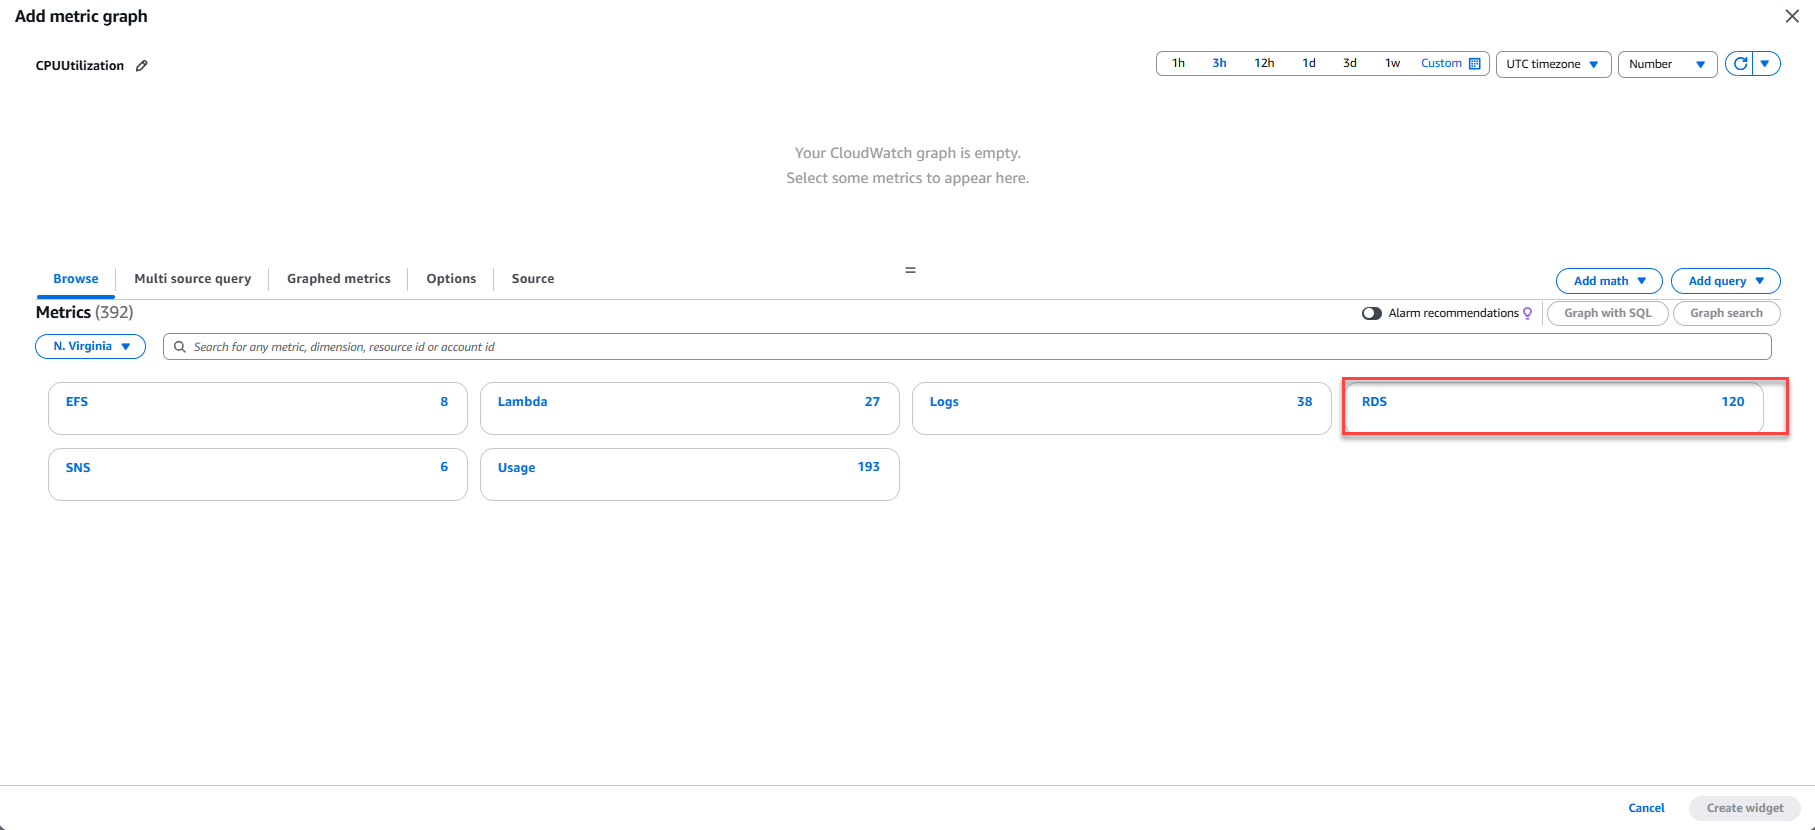 Add metric graph
CPUUtilization
1h 3h 12h 1d 3d 1w Custom UTC timezone Number
Your CloudWatch graph is empty.
Select some metrics to appear here.
Browse Multi source query Graphed metrics Options Source
Add math Add query
Metrics (392)
Alarm recommendations Graph with SQL Graph search
N. Virginia Search for any metric, dimension, resource id or account id
EFS 8 Lambda 27 Logs 38 RDS 120
SNS 6 Usage 193
Cancel Create widget